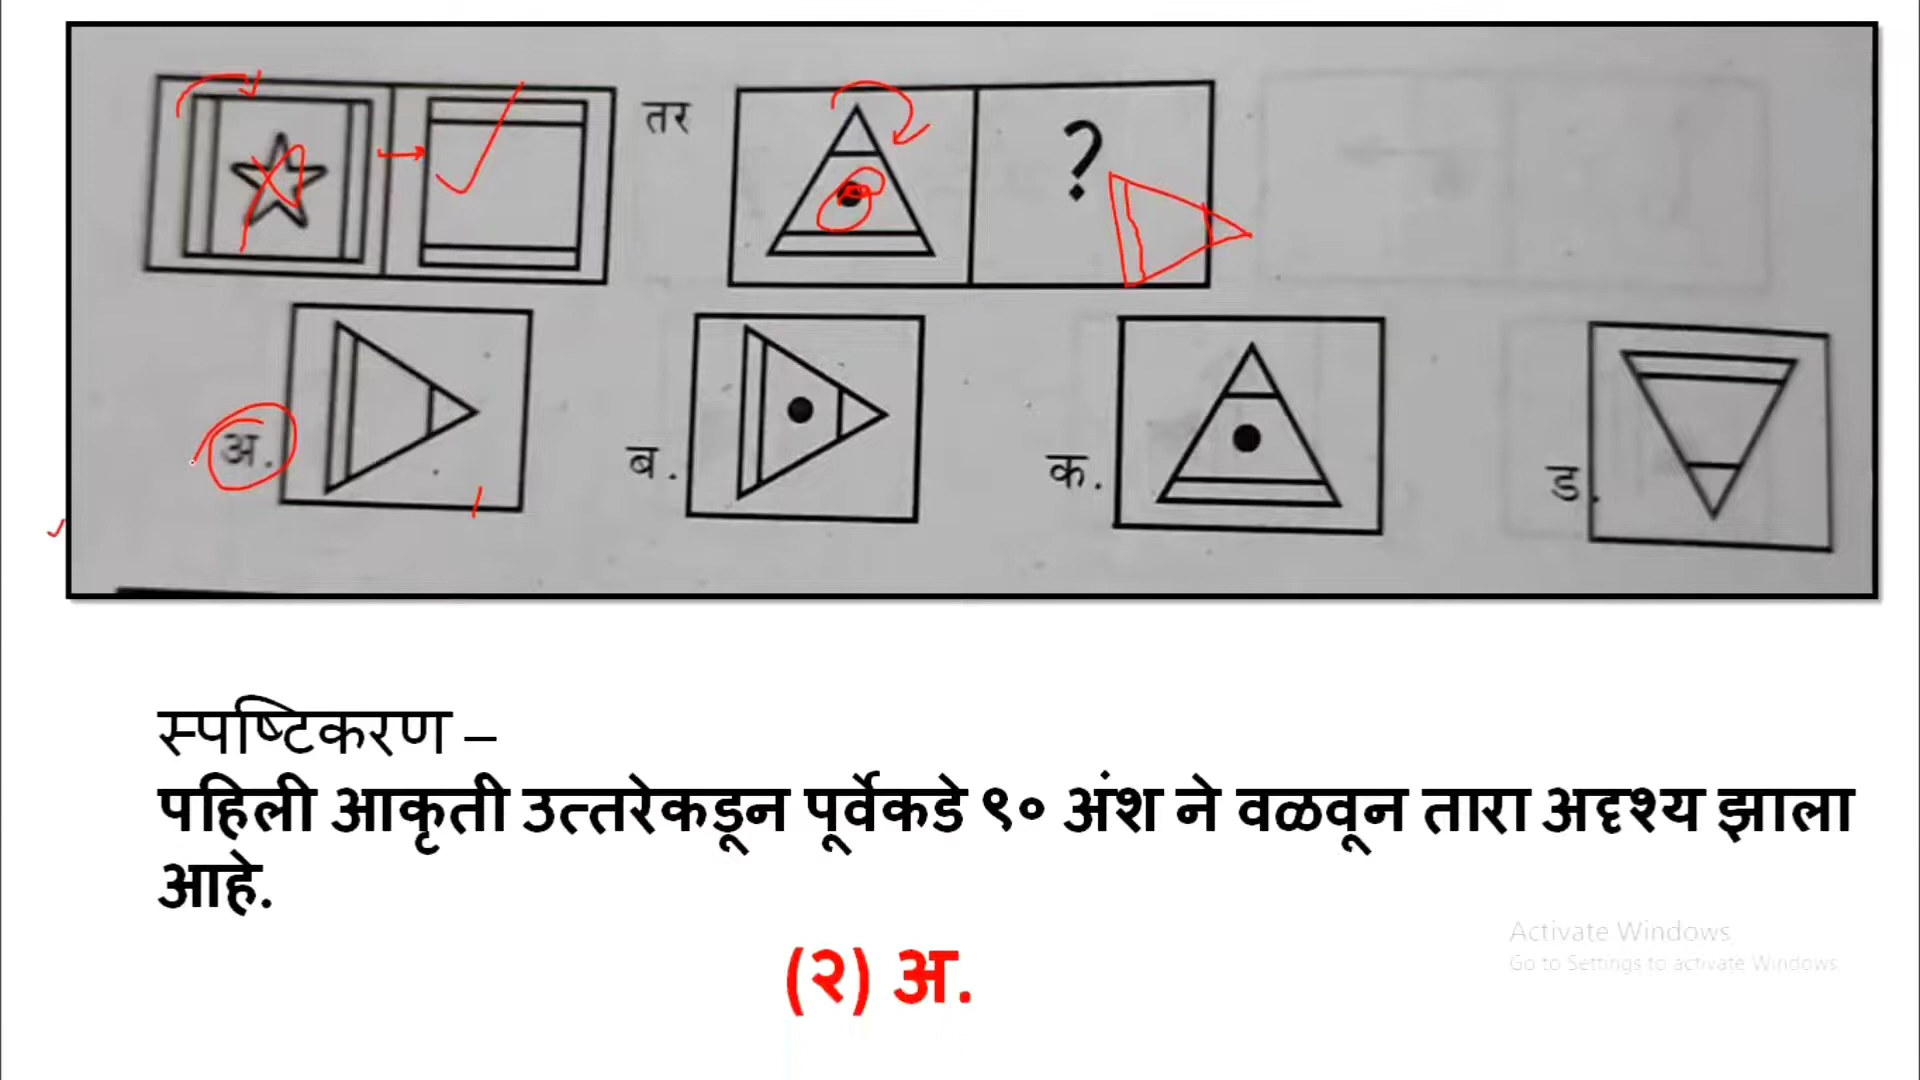 तर
?
अ.
ब.
क.
ड.
स्पष्टिकरण –
पहिली आकृती उत्तरेकडून पूर्वेकडे ९० अंश ने वळवून तारा अदृश्य झाला
आहे.
(२) अ.
Activate Windows
Go to Settings to activate Windows.